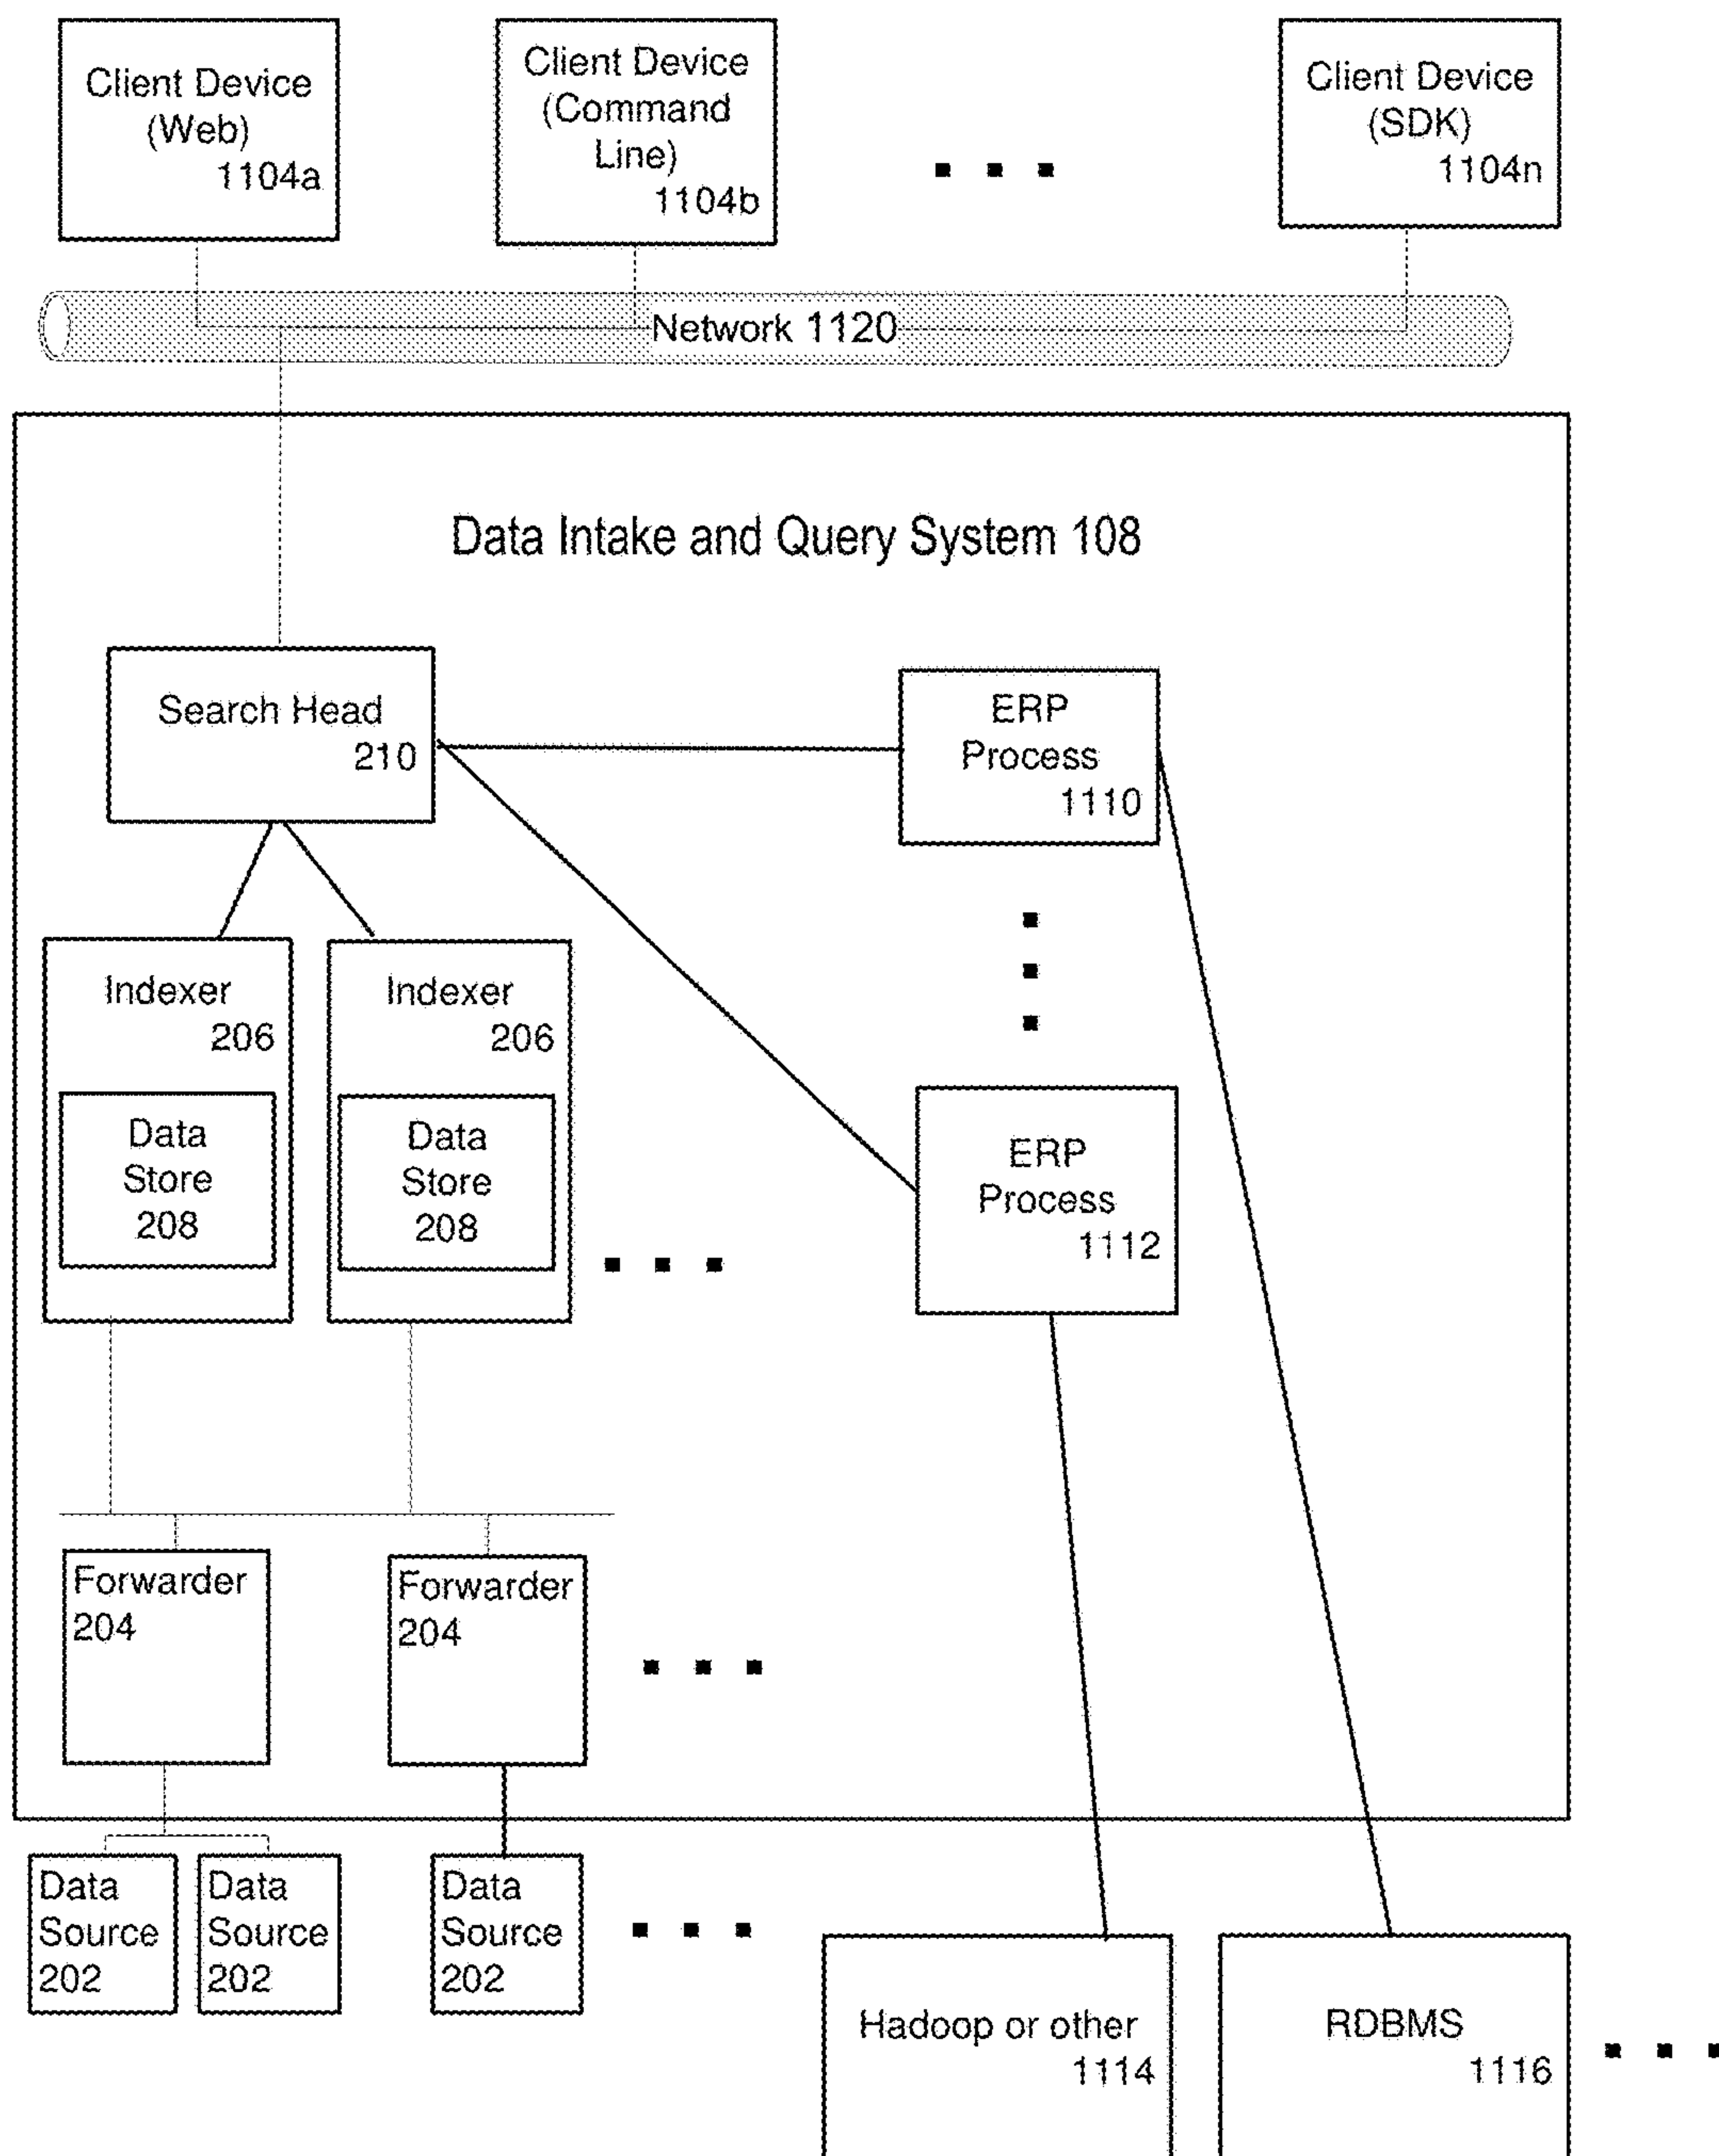 Client Device
(Web)
1104a
Client Device
(Command
Line)
1104b
Client Device
(SDK)
1104n
Network 1120
Data Intake and Query System 108
Search Head
210
ERP
Process
1110
Indexer
206
Data
Store
208
Indexer
206
Data
Store
208
ERP
Process
1112
Forwarder
204
Forwarder
204
Data
Source
202
Data
Source
202
Data
Source
202
Hadoop or other
1114
RDBMS
1116